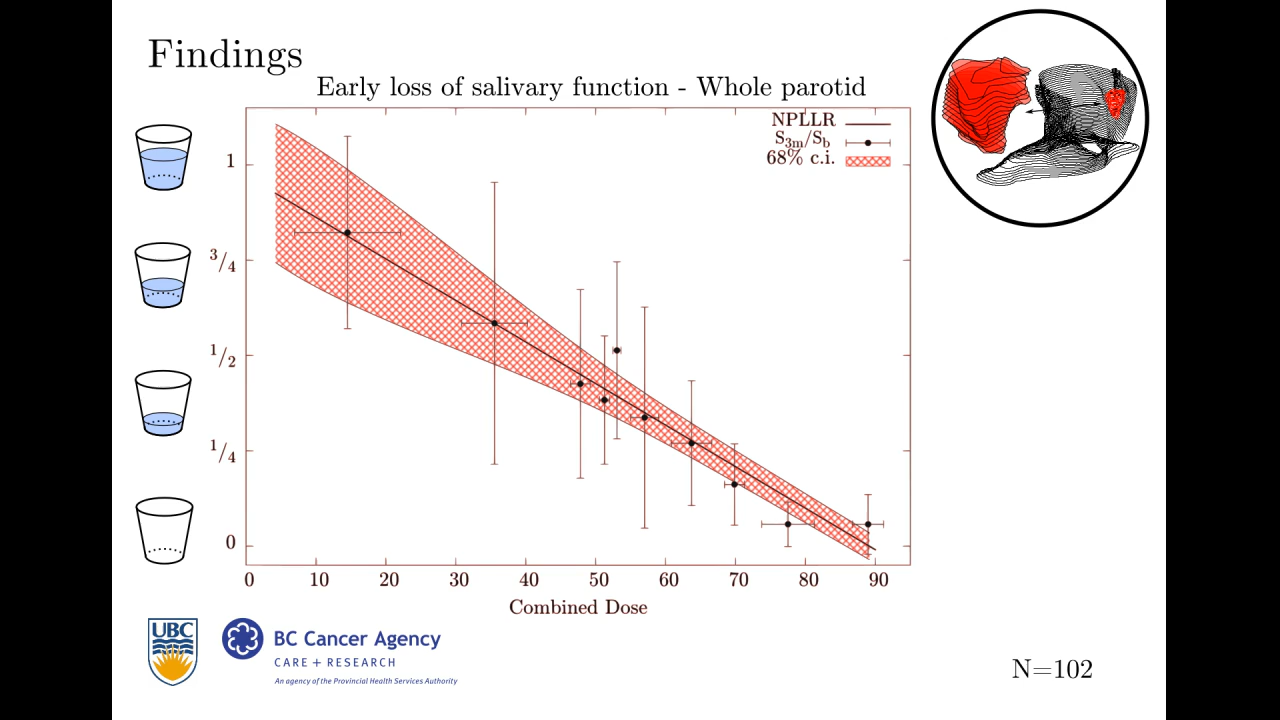 Findings
Early loss of salivary function - Whole parotid
NPLLR
S3m/Sb
68% c.i.
1
3/4
1/2
1/4
0
0 10 20 30 40 50 60 70 80 90
Combined Dose
UBC
BC Cancer Agency
CARE + RESEARCH
An agency of the Provincial Health Services Authority
N=102